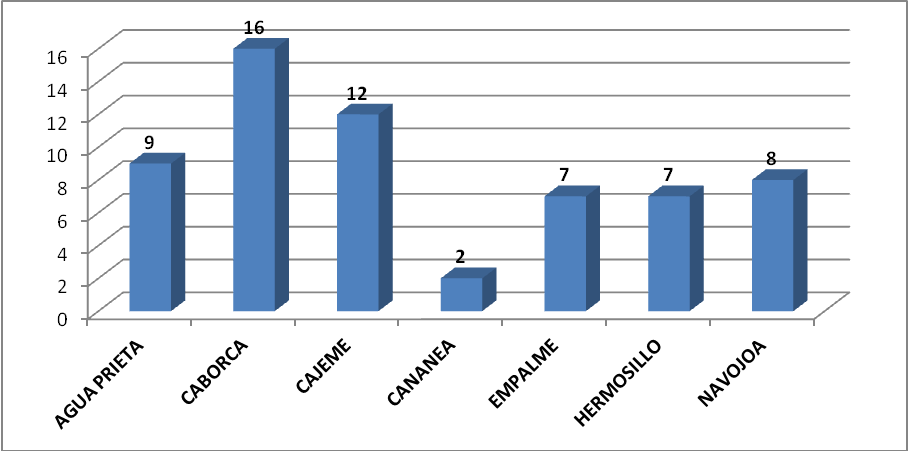 16
14
12
10
8
6
4
2
0
9
16
12
2
7
7
8
AGUA PRIETA
CABORCA
CAJEME
CANANEA
EMPALME
HERMOSILLO
NAVOJOA